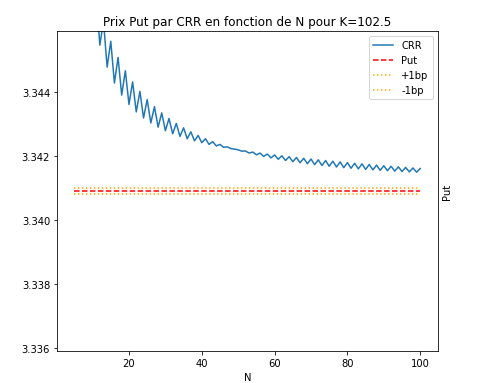 Prix Put par CRR en fonction de N pour K=102.5
CRR
Put
+1bp
-1bp
3.344
3.342
3.340
3.338
3.336
Put
20
40
60
80
100
N